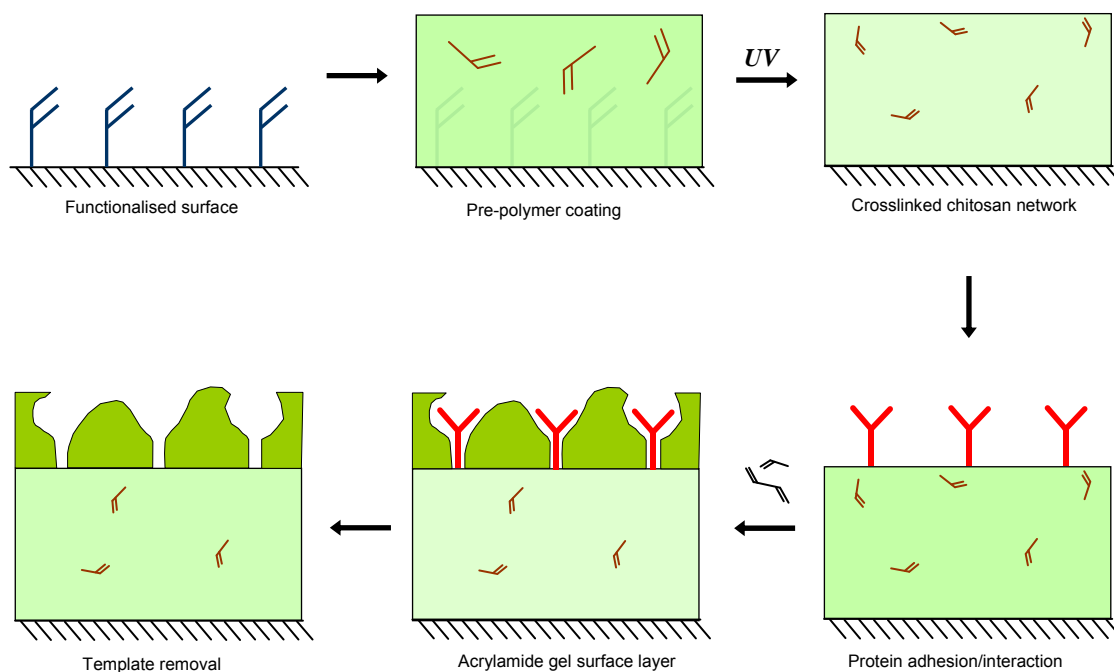 UV
Functionalised surface
Pre-polymer coating
Crosslinked chitosan network
Template removal
Acrylamide gel surface layer
Protein adhesion/interaction